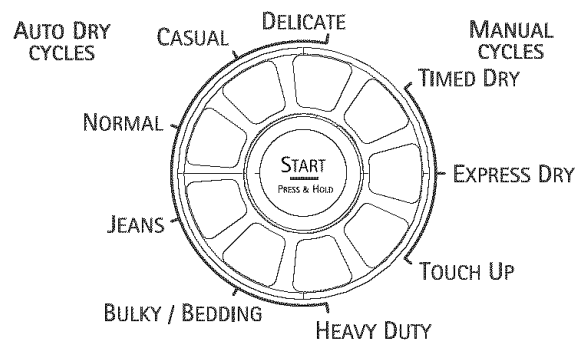 AUTO DRY
CYCLES
CASUAL
DELICATE
MANUAL
CYCLES
TIMED DRY
NORMAL
START
PRESS & HOLD
EXPRESS DRY
JEANS
TOUCH UP
BULKY / BEDDING
HEAVY DUTY